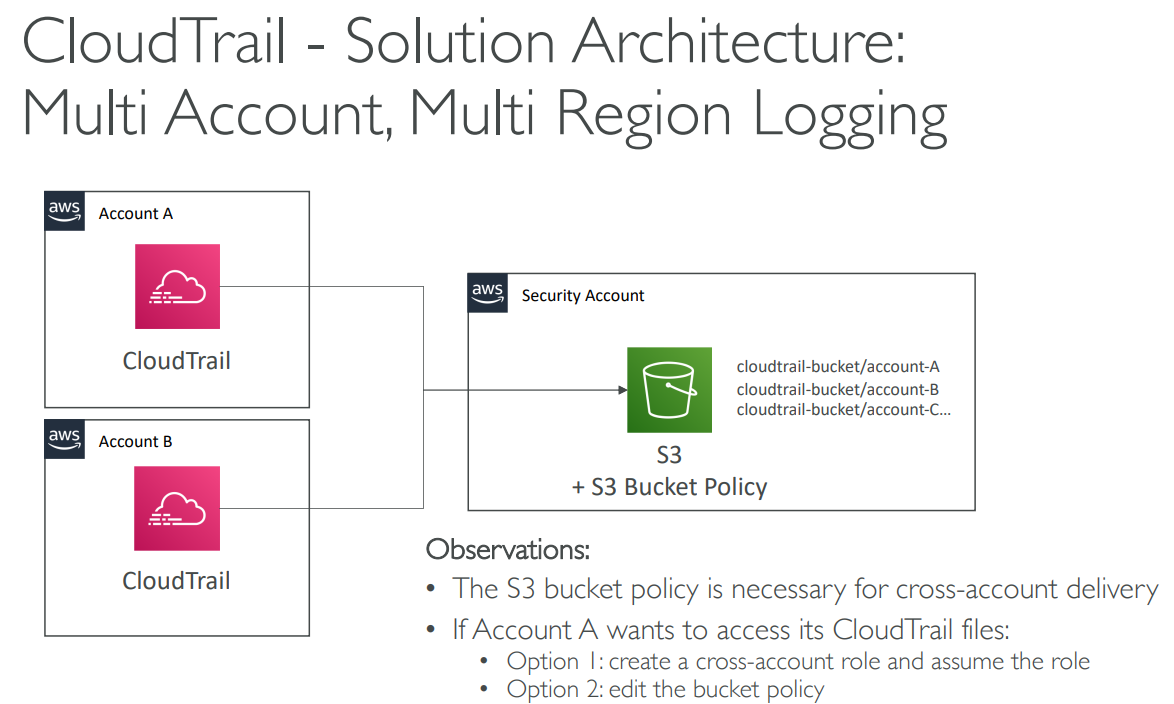 CloudTrail - Solution Architecture:
Multi Account, Multi Region Logging
aws
Account A
CloudTrail
aws
Account B
CloudTrail
aws
Security Account
cloudtrail-bucket/account-A
cloudtrail-bucket/account-B
cloudtrail-bucket/account-C...
S3
+ S3 Bucket Policy
Observations:
• The S3 bucket policy is necessary for cross-account delivery
• If Account A wants to access its CloudTrail files:
• Option 1: create a cross-account role and assume the role
• Option 2: edit the bucket policy